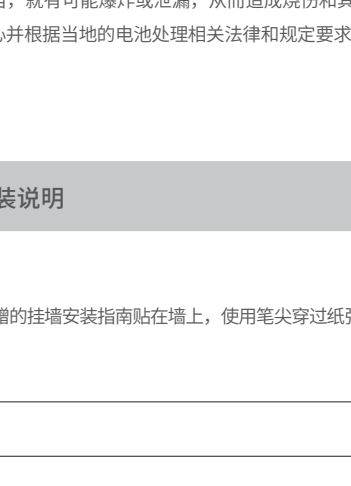 就有可能爆炸或泄漏，从而造成烧伤和
并根据当地的电池处理相关法律和规定要求
装说明
赠的挂墙安装指南贴在墙上，使用笔尖穿过纸